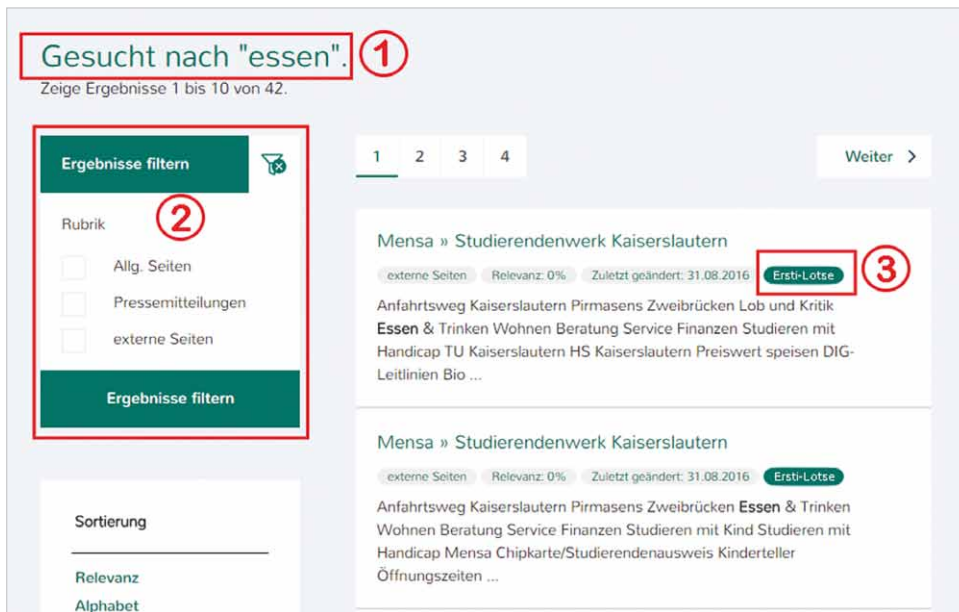 Gesucht nach "essen".
①
Zeige Ergebnisse 1 bis 10 von 42.
Ergebnisse filtern
②
Rubrik
Allg. Seiten
Pressemitteilungen
externe Seiten
Ergebnisse filtern
Sortierung
Relevanz
Alphabet
1 2 3 4
Weiter >
Mensa » Studierendenwerk Kaiserslautern
externe Seiten Relevanz: 0% Zuletzt geändert: 31.08.2016 Ersti-Lotse
③
Anfahrtsweg Kaiserslautern Pirmasens Zweibrücken Lob und Kritik
Essen & Trinken Wohnen Beratung Service Finanzen Studieren mit
Handicap TU Kaiserslautern HS Kaiserslautern Preiswert speisen DIG-
Leitlinien Bio ...
Mensa » Studierendenwerk Kaiserslautern
externe Seiten Relevanz: 0% Zuletzt geändert: 31.08.2016 Ersti-Lotse
Anfahrtsweg Kaiserslautern Pirmasens Zweibrücken Essen & Trinken
Wohnen Beratung Service Finanzen Studieren mit Kind Studieren mit
Handicap Mensa Chipkarte/Studierendenausweis Kinderteller
Öffnungszeiten ...